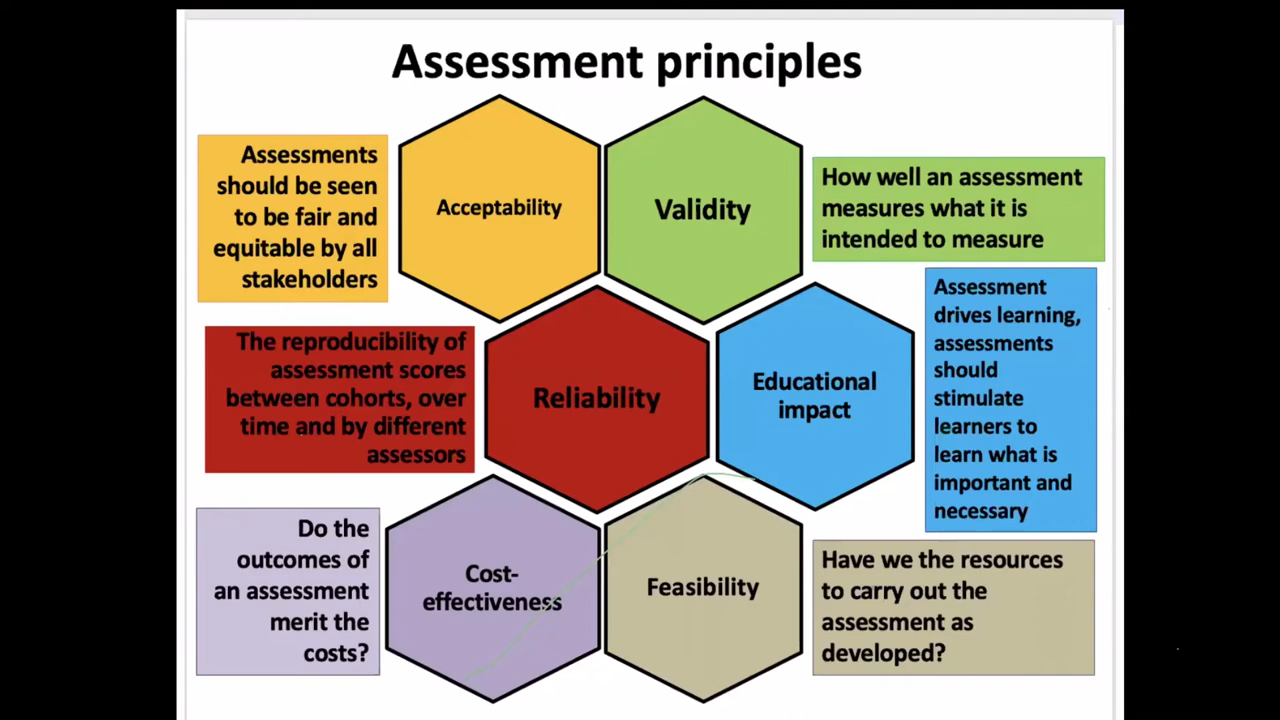 Assessment principles
Assessments
should be seen
to be fair and
equitable by all
stakeholders
Acceptability
Validity
How well an assessment
measures what it is
intended to measure
The reproducibility of
assessment scores
between cohorts, over
time and by different
assessors
Reliability
Educational
impact
Assessment
drives learning,
assessments
should
stimulate
learners to
learn what is
important and
necessary
Do the
outcomes of
an assessment
merit the
costs?
Cost-
effectiveness
Feasibility
Have we the resources
to carry out the
assessment as
developed?